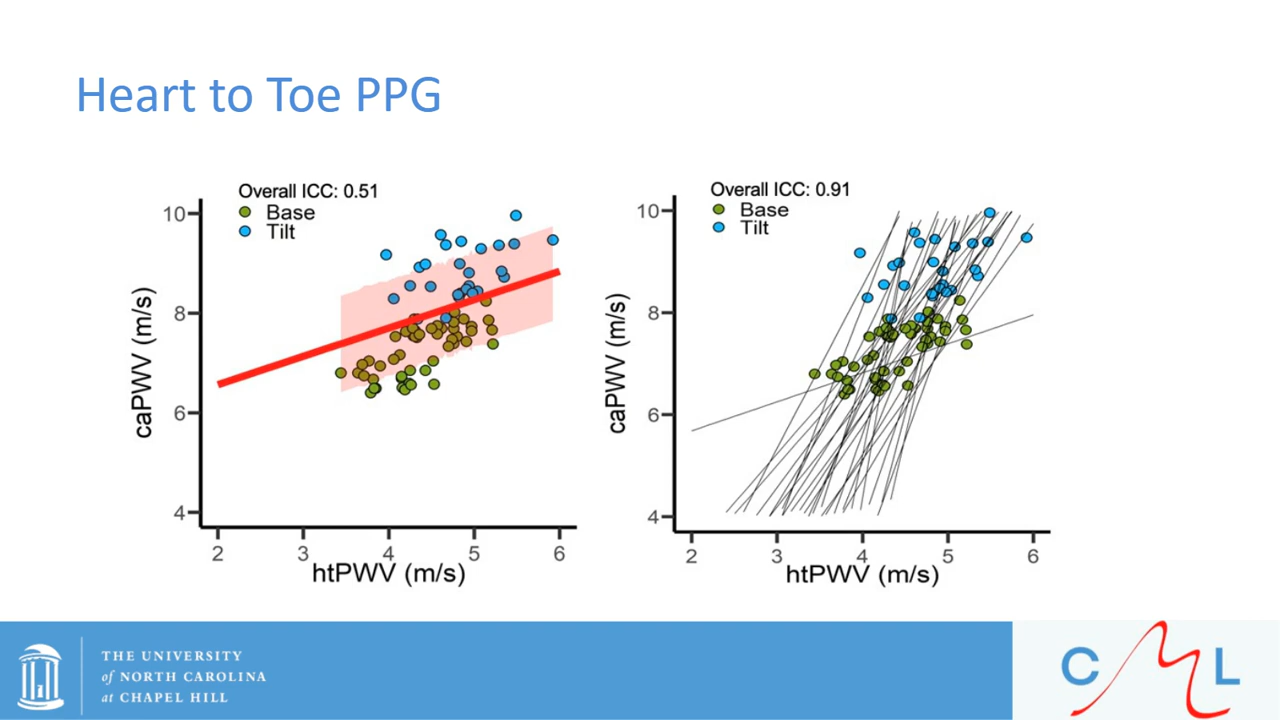 Heart to Toe PPG
Overall ICC: 0.51
Base
Tilt
10
8
6
4
2 3 4 5 6
caPWV (m/s)
htPWV (m/s)
Overall ICC: 0.91
Base
Tilt
10
8
6
4
2 3 4 5 6
caPWV (m/s)
htPWV (m/s)
THE UNIVERSITY
of NORTH CAROLINA
at CHAPEL HILL
C M L